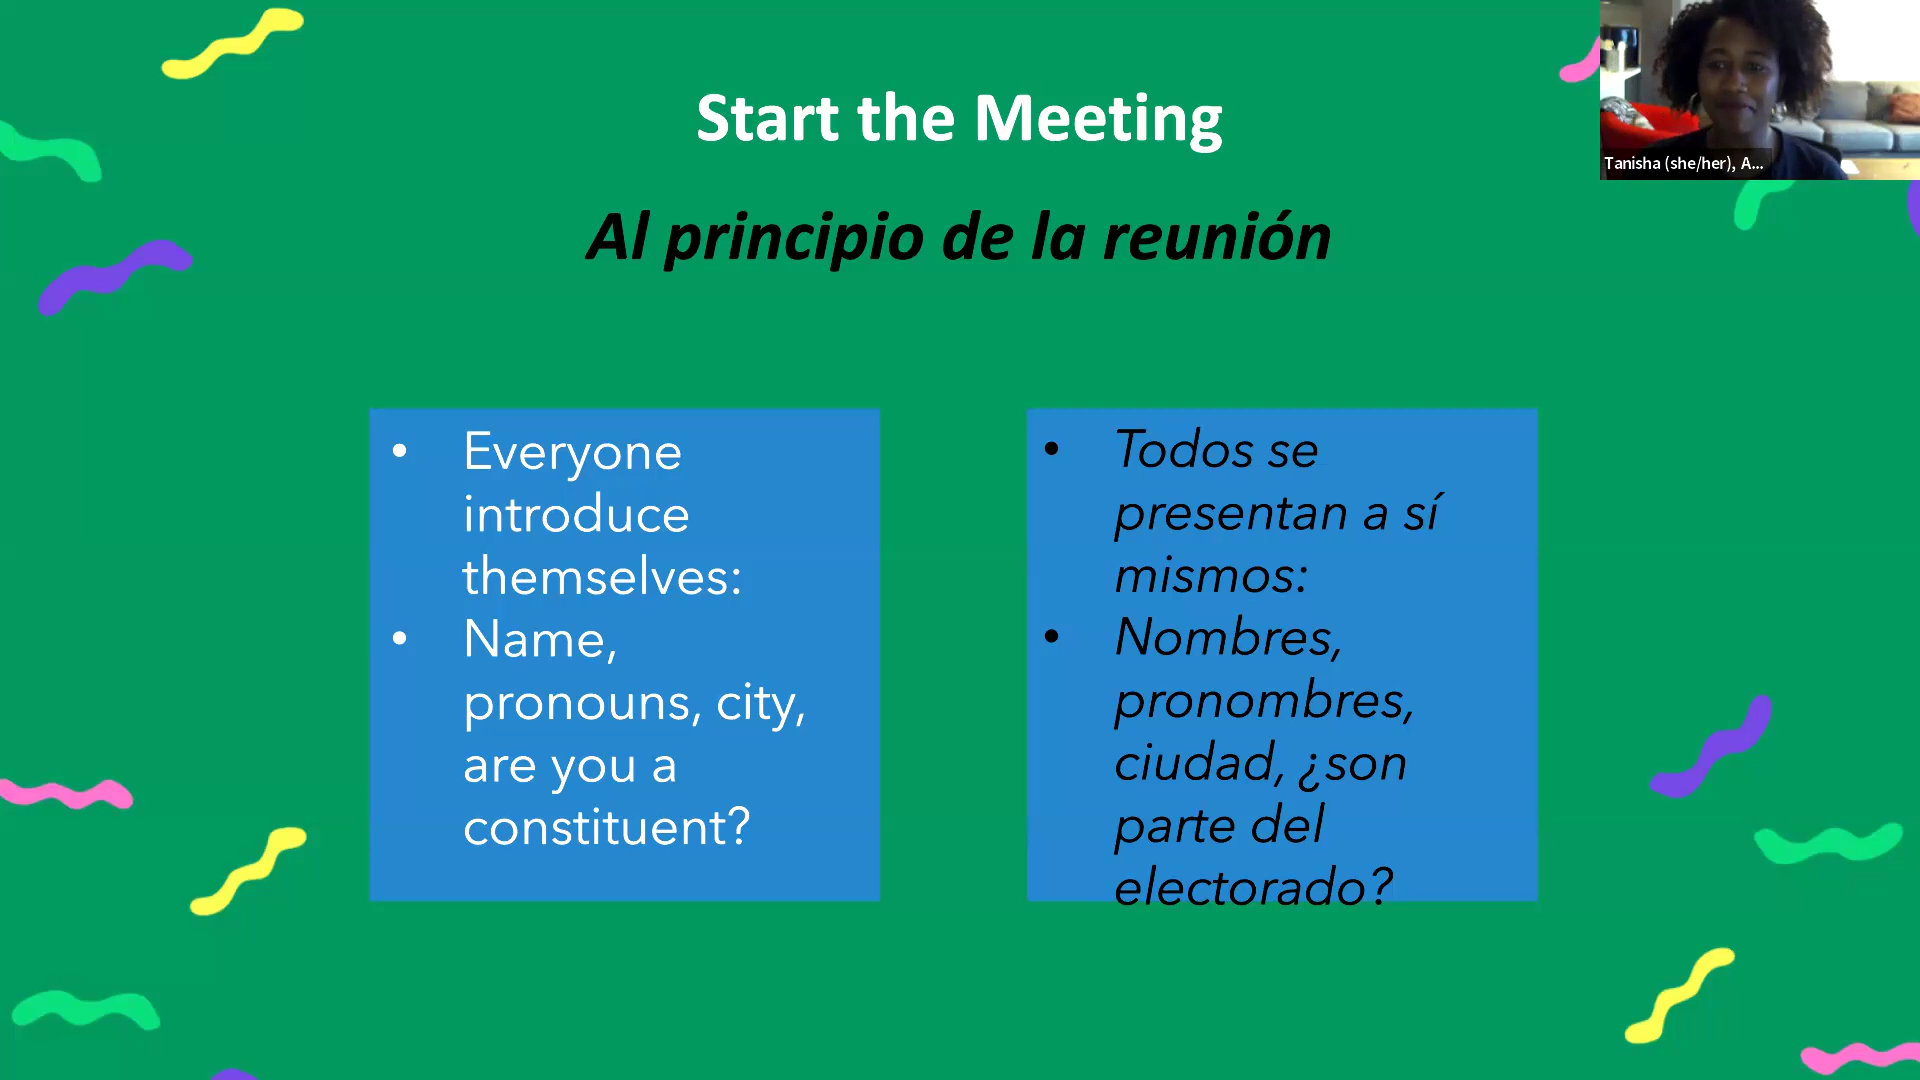 Start the Meeting
Al principio de la reunión
• Everyone
introduce
themselves:
• Name,
pronouns, city,
are you a
constituent?
• Todos se
presentan a sí
mismos:
• Nombres,
pronombres,
ciudad, ¿son
parte del
electorado?
Tanisha (she/her), A...